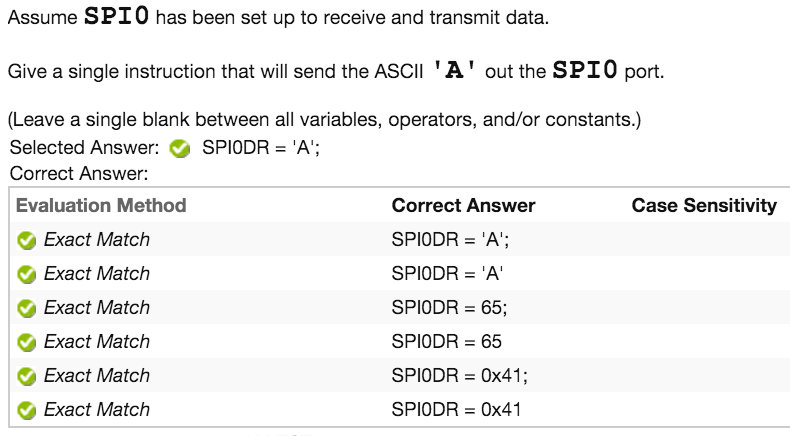 Assume SPI0 has been set up to receive and transmit data.
Give a single instruction that will send the ASCII 'A' out the SPI0 port.
(Leave a single blank between all variables, operators, and/or constants.)
Selected Answer: SPI0DR = 'A';
Correct Answer:
Evaluation Method Correct Answer Case Sensitivity
Exact Match SPI0DR = 'A';
Exact Match SPI0DR = 'A'
Exact Match SPI0DR = 65;
Exact Match SPI0DR = 65
Exact Match SPI0DR = 0x41;
Exact Match SPI0DR = 0x41